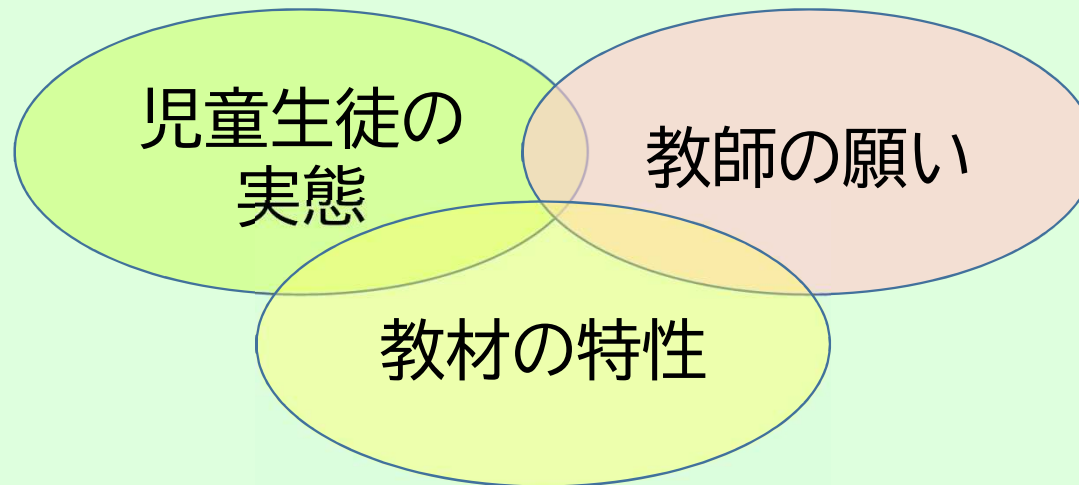 児童生徒の
実態
教師の願い
教材の特性